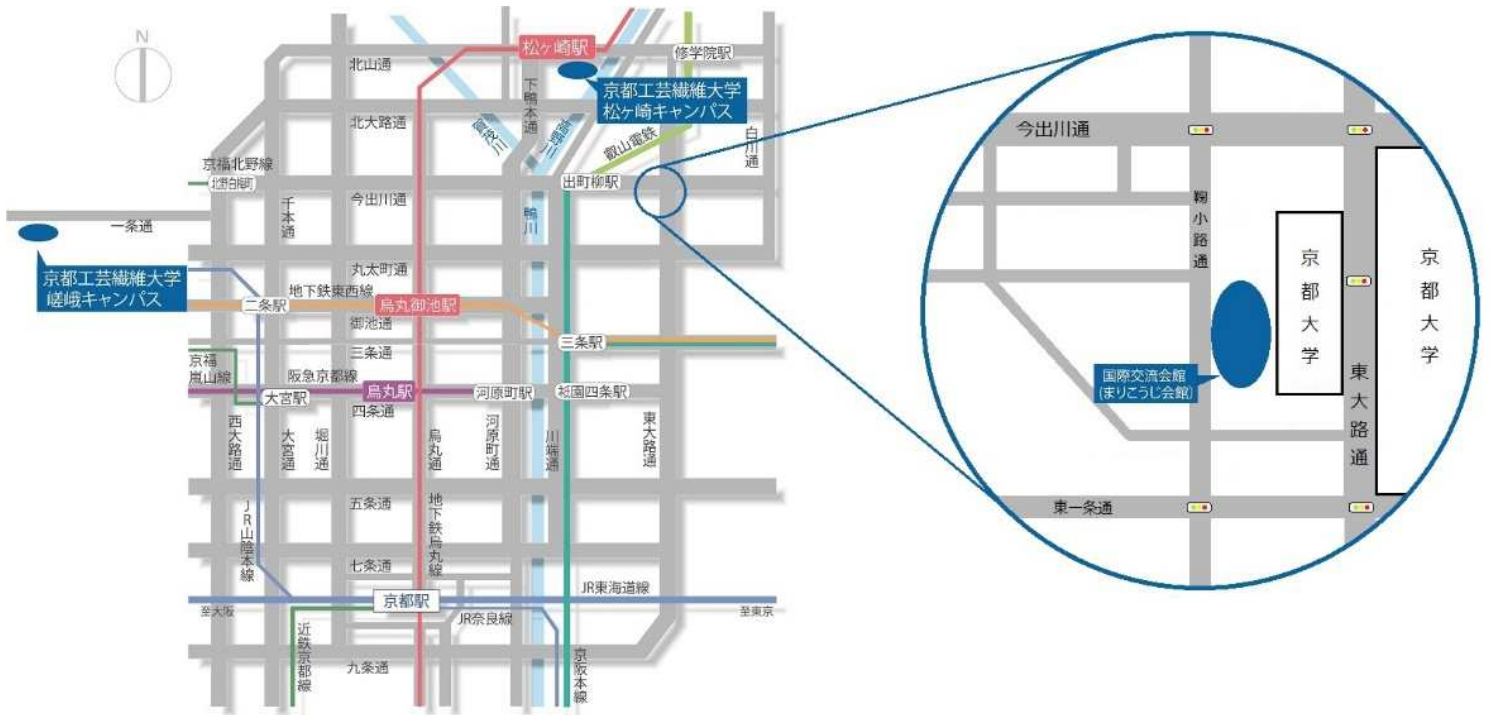 N
松ヶ崎駅
修学院駅
北山通
京都工芸繊維大学
松ヶ崎キャンパス
下鴨本通
北大路通
賀茂川
高野川
叡山電鉄
白川通
京福北野線
北野白梅町
出町柳駅
千本通
今出川通
鴨川
一条通
京都工芸繊維大学
嵯峨キャンパス
丸太町通
地下鉄東西線
二条駅
烏丸御池駅
御池通
三条通
三条駅
京福
嵐山線
阪急京都線
大宮駅
烏丸駅
河原町駅
祗園四条駅
四条通
西大路通
大宮通
堀川通
烏丸通
河原町通
川端通
東大路通
五条通
地下鉄烏丸線
JR山陰本線
七条通
京都駅
JR東海道線
至大阪
至東京
JR奈良線
近鉄京都線
九条通
京阪本線
今出川通
鞠小路通
京都大学
京都大学
国際交流会館
(まりこうじ会館)
東大路通
東一条通